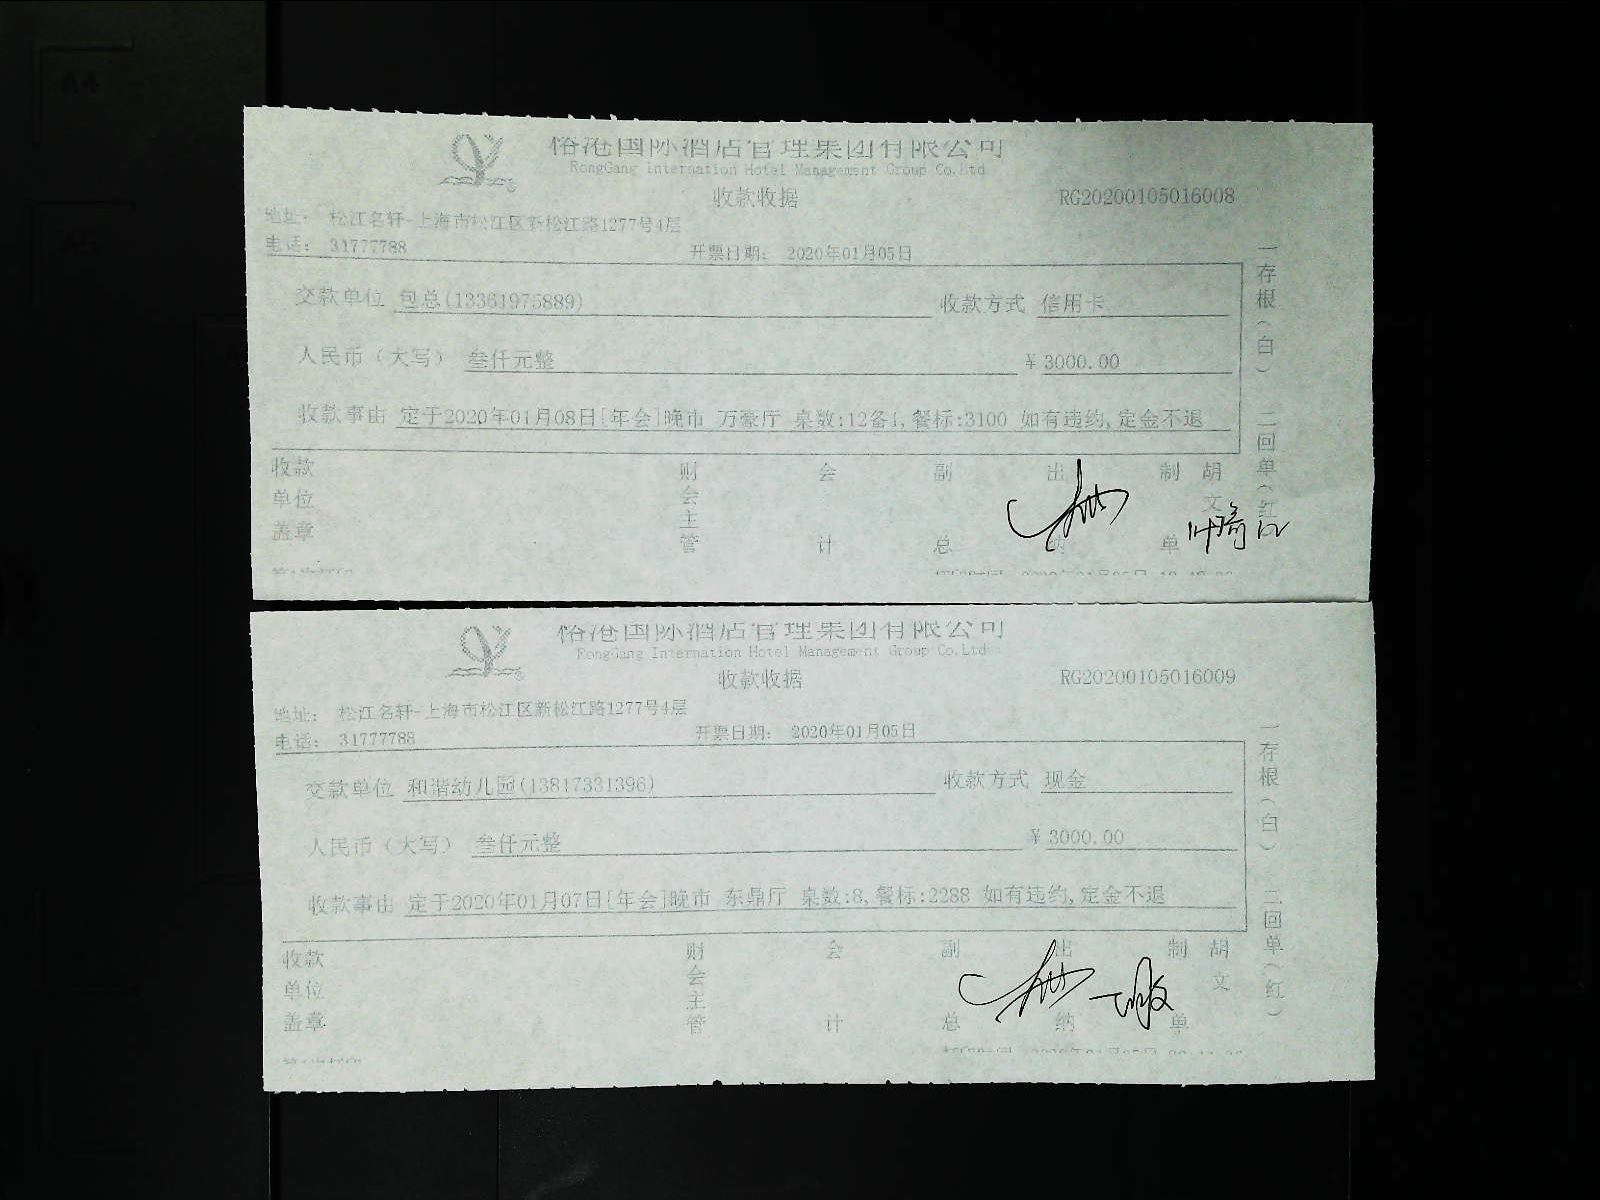 俗港国际酒店管理集团有限公司
RongGang Internation Hotel Management Group Co.Ltd
收款收据 RG20200105016008
地址： 松江名轩-上海市松江区新松江路1277号4层
电话： 31777788 开票日期： 2020年01月05日
交款单位 包总(13361975889) 收款方式 信用卡
人民币（大写） 叁仟元整 ¥ 3000.00
收款事由 定于2020年01月08日[年会]晚市 万豪厅 桌数:12备1,餐标:3100 如有违约,定金不退
收款单位盖章 财会主管 会计 副总 出纳 制单 胡文
一存根（白） 二回单（红）
俗港国际酒店管理集团有限公司
RongGang Internation Hotel Management Group Co.Ltd
收款收据 RG20200105016009
地址： 松江名轩-上海市松江区新松江路1277号4层
电话： 31777788 开票日期： 2020年01月05日
交款单位 和谐幼儿园(13817331396) 收款方式 现金
人民币（大写） 叁仟元整 ¥ 3000.00
收款事由 定于2020年01月07日[年会]晚市 东鼎厅 桌数:8,餐标:2288 如有违约,定金不退
收款单位盖章 财会主管 会计 副总 出纳 制单 胡文
一存根（白） 二回单（红）